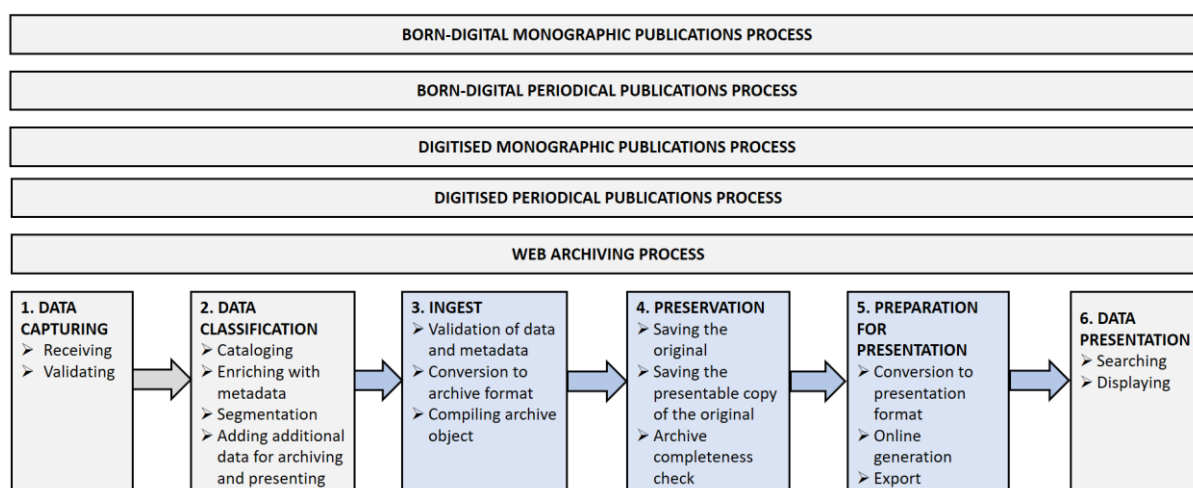 BORN-DIGITAL MONOGRAPHIC PUBLICATIONS PROCESS
BORN-DIGITAL PERIODICAL PUBLICATIONS PROCESS
DIGITISED MONOGRAPHIC PUBLICATIONS PROCESS
DIGITISED PERIODICAL PUBLICATIONS PROCESS
WEB ARCHIVING PROCESS
1. DATA
CAPTURING
➢ Receiving
➢ Validating
2. DATA
CLASSIFICATION
➢ Cataloging
➢ Enriching with
metadata
➢ Segmentation
➢ Adding additional
data for archiving
and presenting
3. INGEST
➢ Validation of data
and metadata
➢ Conversion to
archive format
➢ Compiling archive
object
4. PRESERVATION
➢ Saving the
original
➢ Saving the
presentable copy
of the original
➢ Archive
completeness
check
5. PREPARATION
FOR
PRESENTATION
➢ Conversion to
presentation
format
➢ Online
generation
➢ Export
6. DATA
PRESENTATION
➢ Searching
➢ Displaying